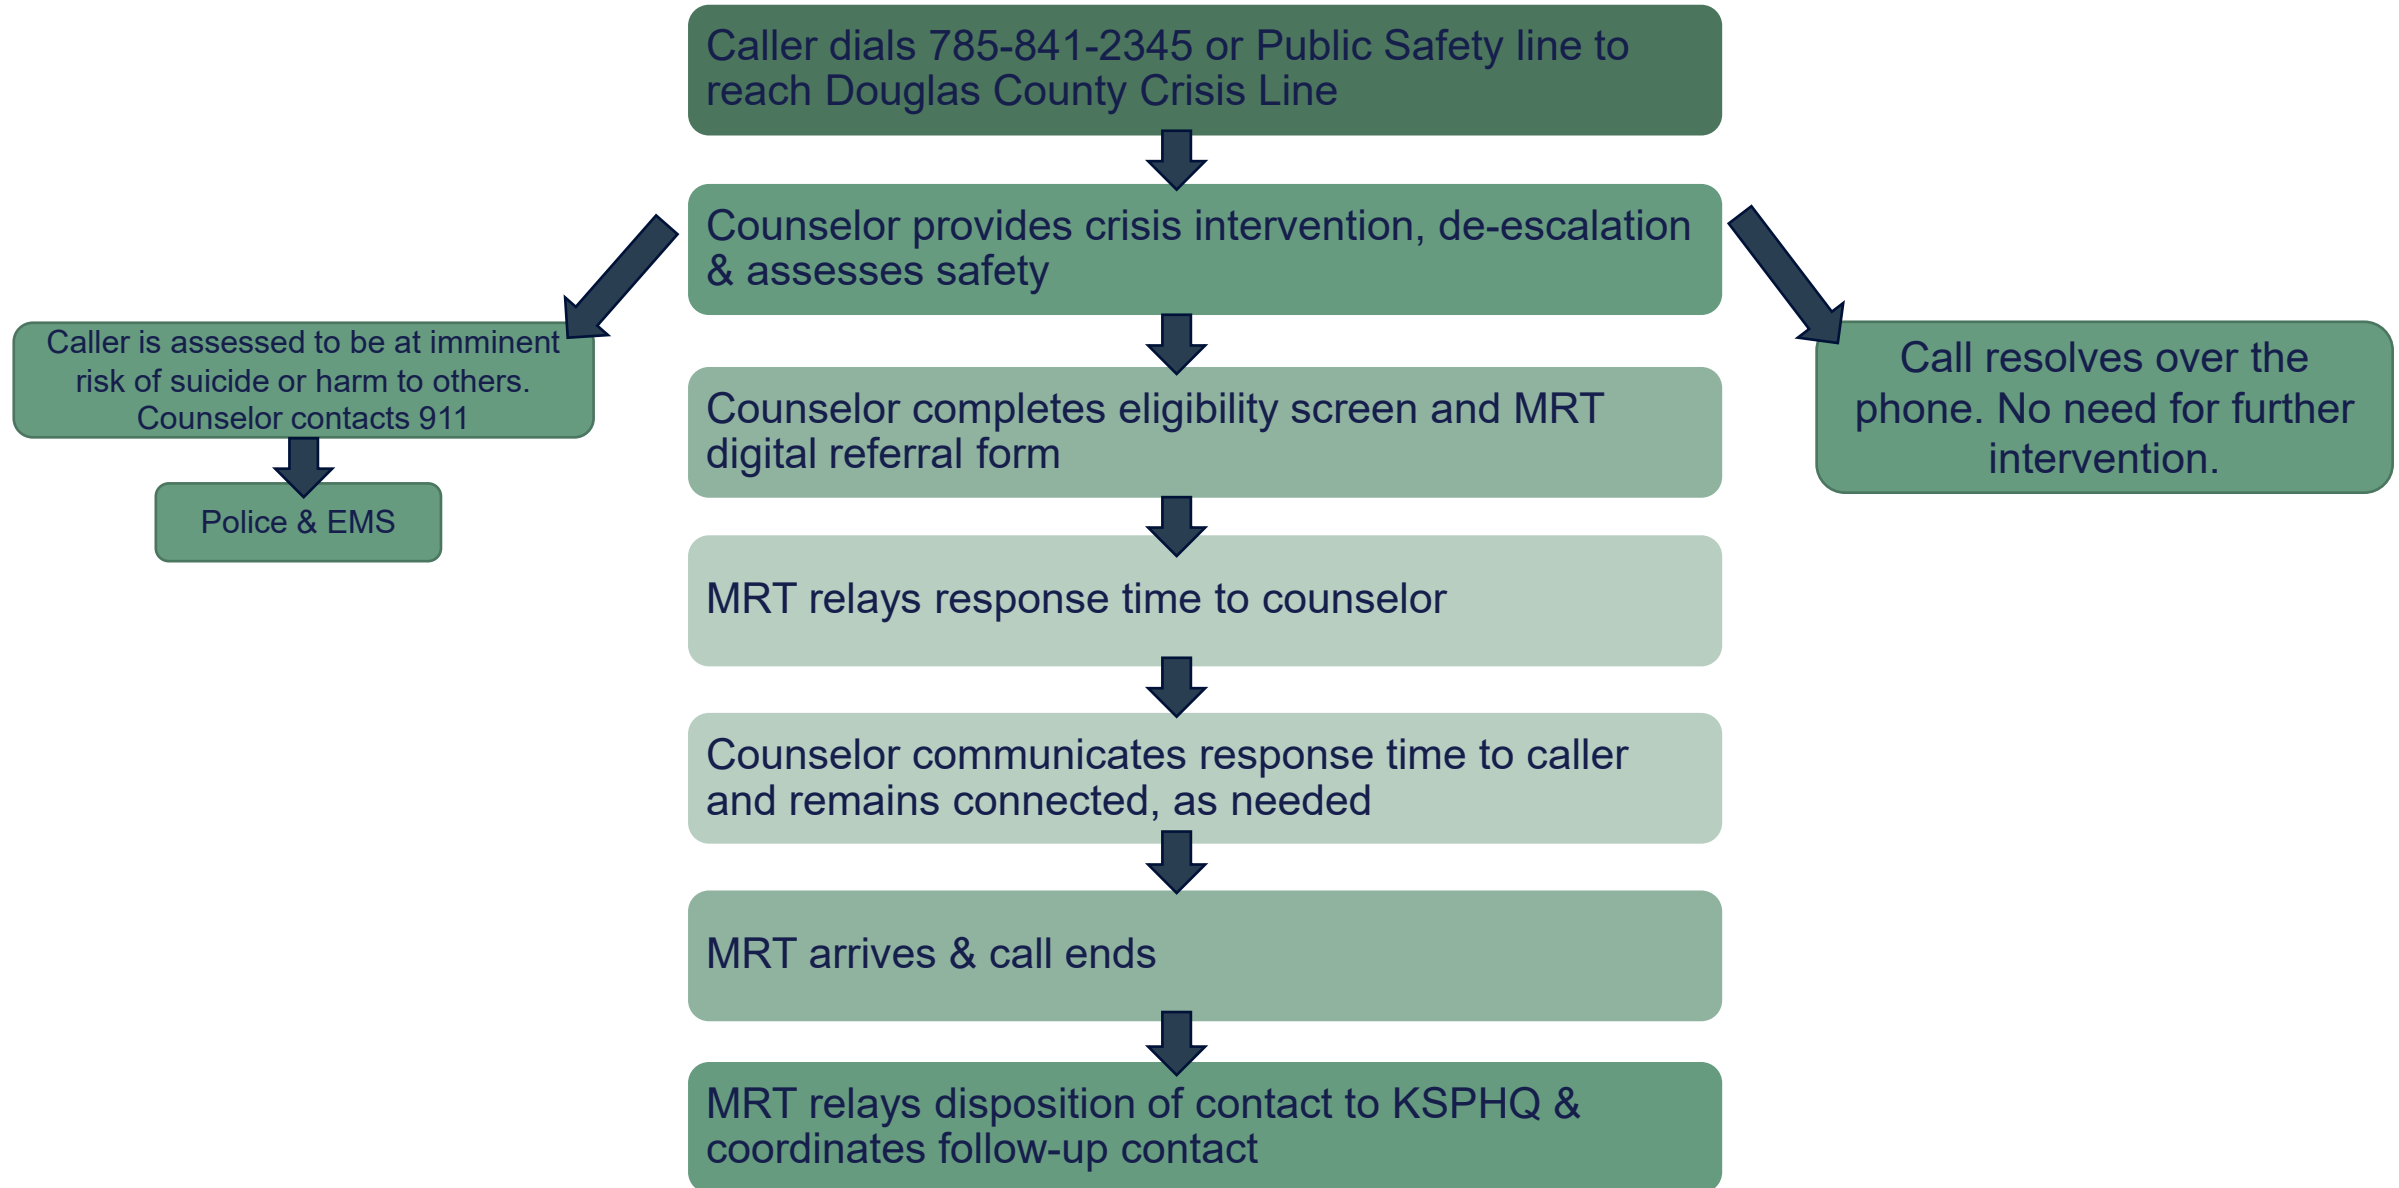 Caller dials 785-841-2345 or Public Safety line to
reach Douglas County Crisis Line
Counselor provides crisis intervention, de-escalation
& assesses safety
Caller is assessed to be at imminent
risk of suicide or harm to others.
Counselor contacts 911
Police & EMS
Call resolves over the
phone. No need for further
intervention.
Counselor completes eligibility screen and MRT
digital referral form
MRT relays response time to counselor
Counselor communicates response time to caller
and remains connected, as needed
MRT arrives & call ends
MRT relays disposition of contact to KSPHQ &
coordinates follow-up contact